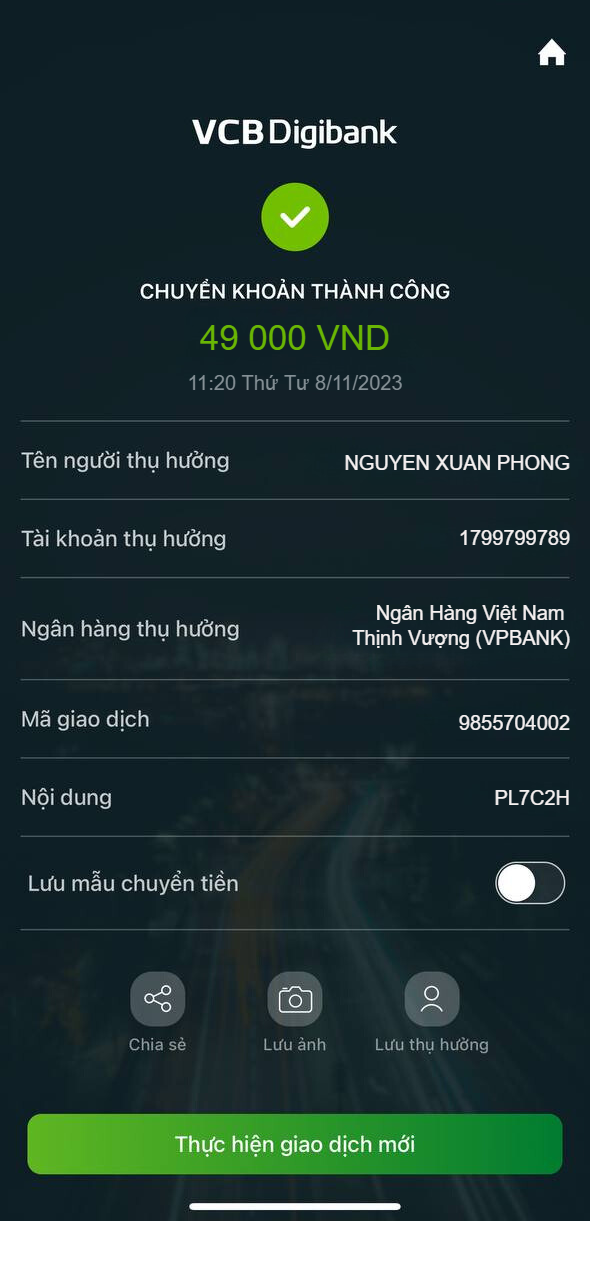 VCB Digibank
CHUYỂN KHOẢN THÀNH CÔNG
49 000 VND
11:20 Thứ Tư 8/11/2023
Tên người thụ hưởng
NGUYEN XUAN PHONG
Tài khoản thụ hưởng
1799799789
Ngân hàng thụ hưởng
Ngân Hàng Việt Nam
Thịnh Vượng (VPBANK)
Mã giao dịch
9855704002
Nội dung
PL7C2H
Lưu mẫu chuyển tiền
Chia sẻ
Lưu ảnh
Lưu thụ hưởng
Thực hiện giao dịch mới